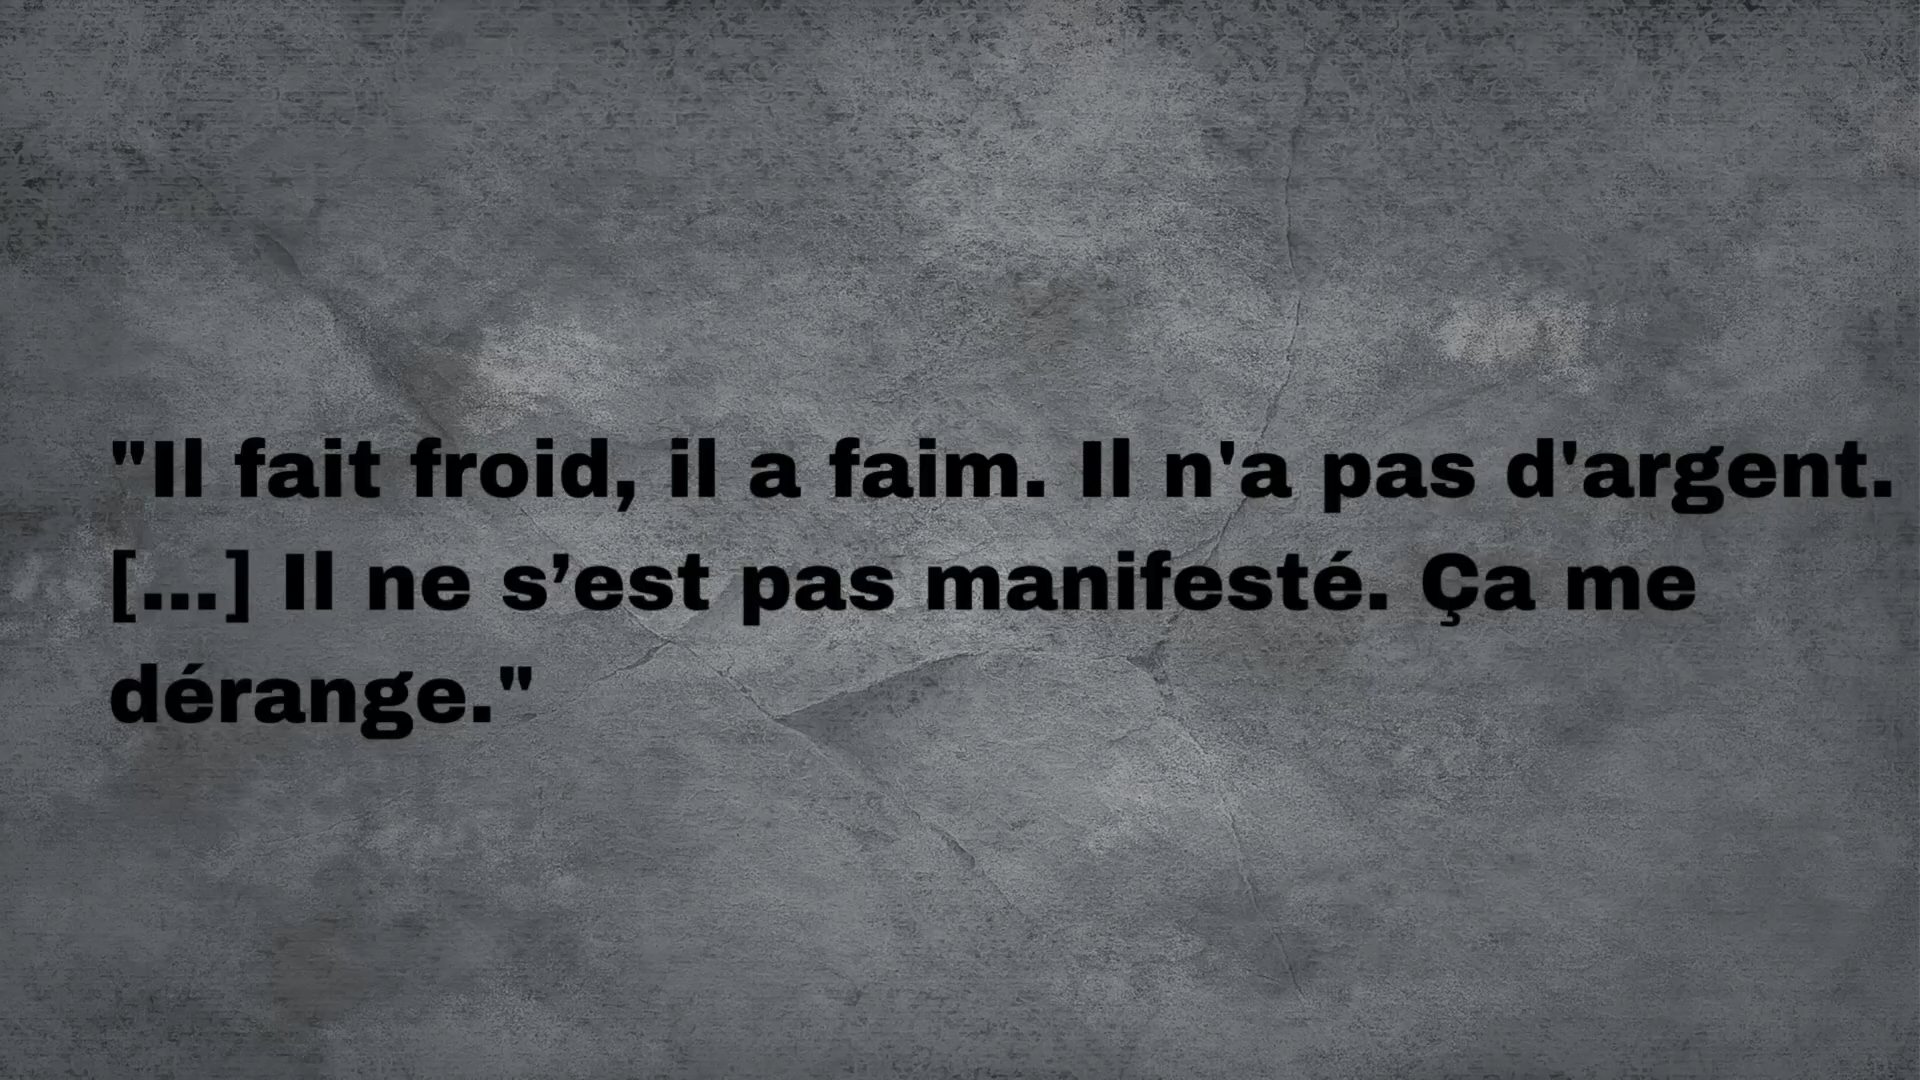 "Il fait froid, il a faim. Il n'a pas d'argent.
[...] Il ne s’est pas manifesté. Ça me
dérange."